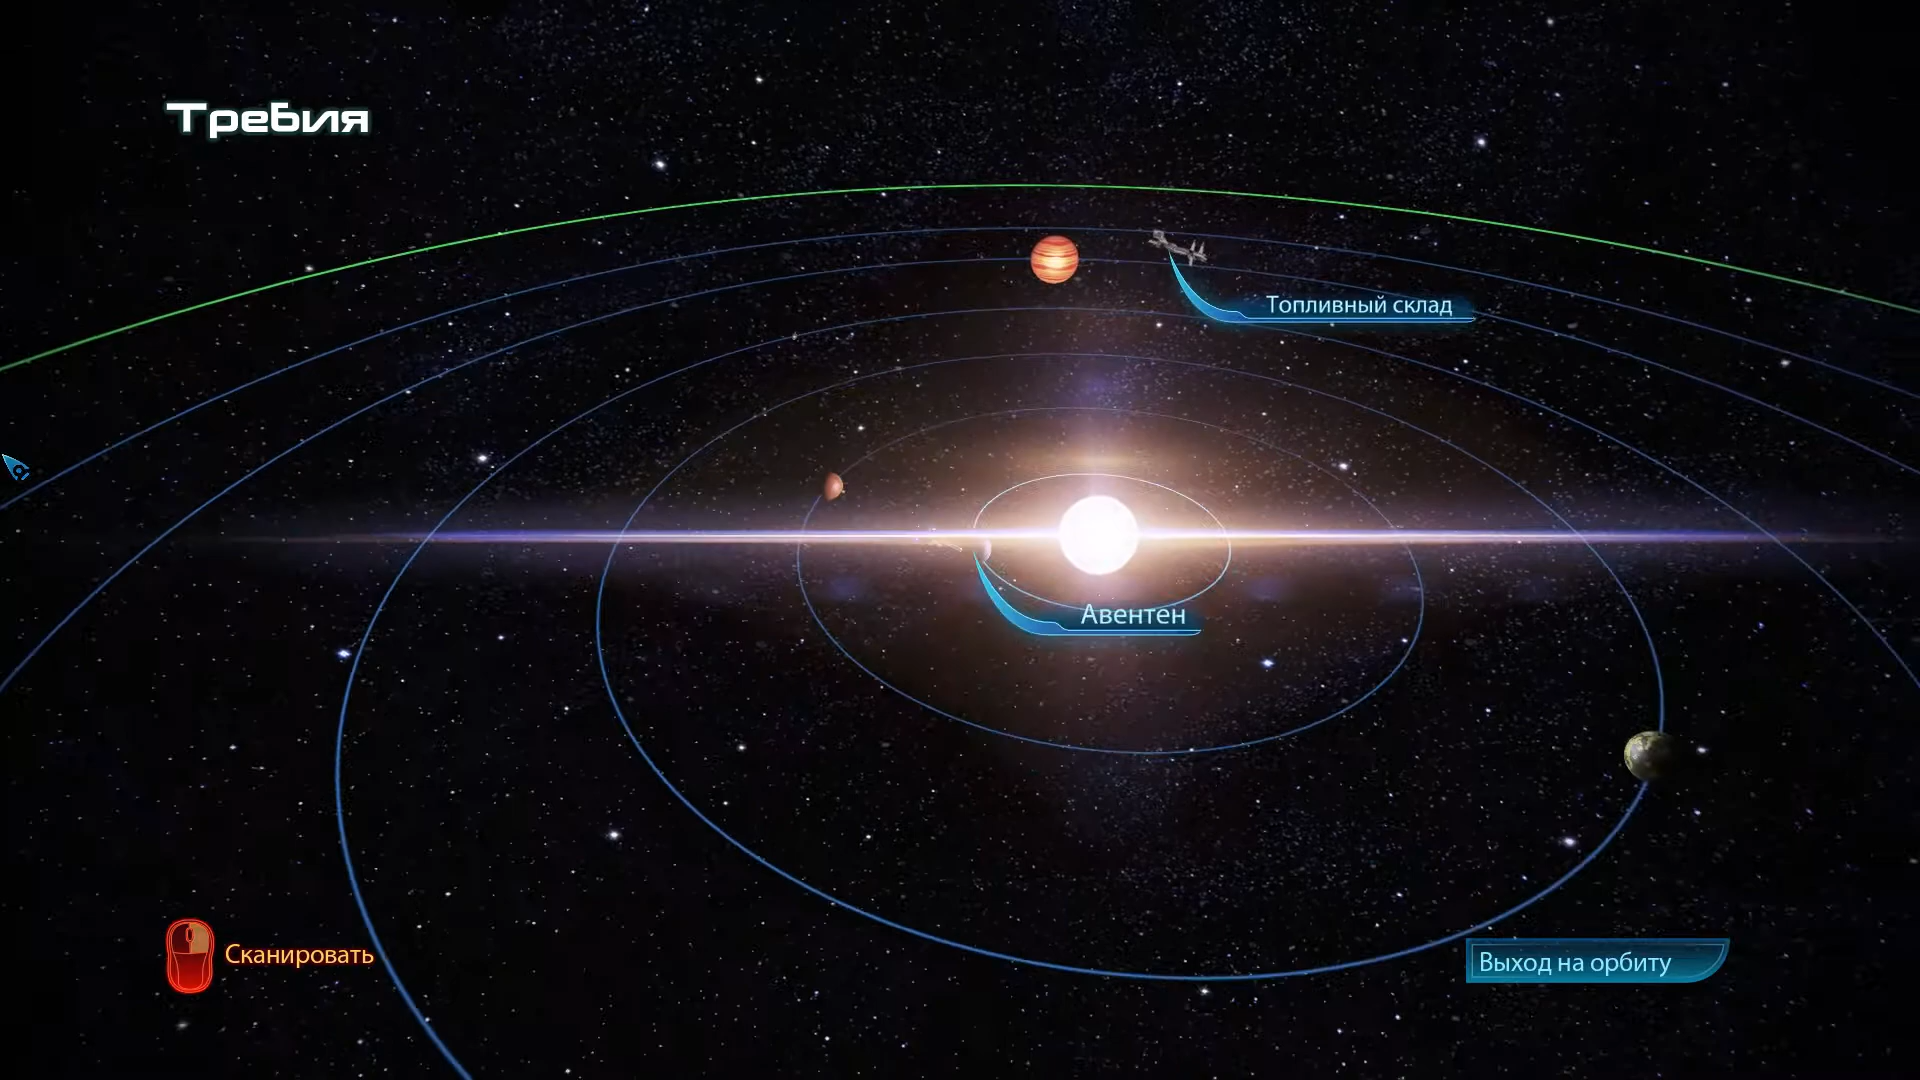 Требия
Топливный склад
Авентен
Сканировать
Выход на орбиту